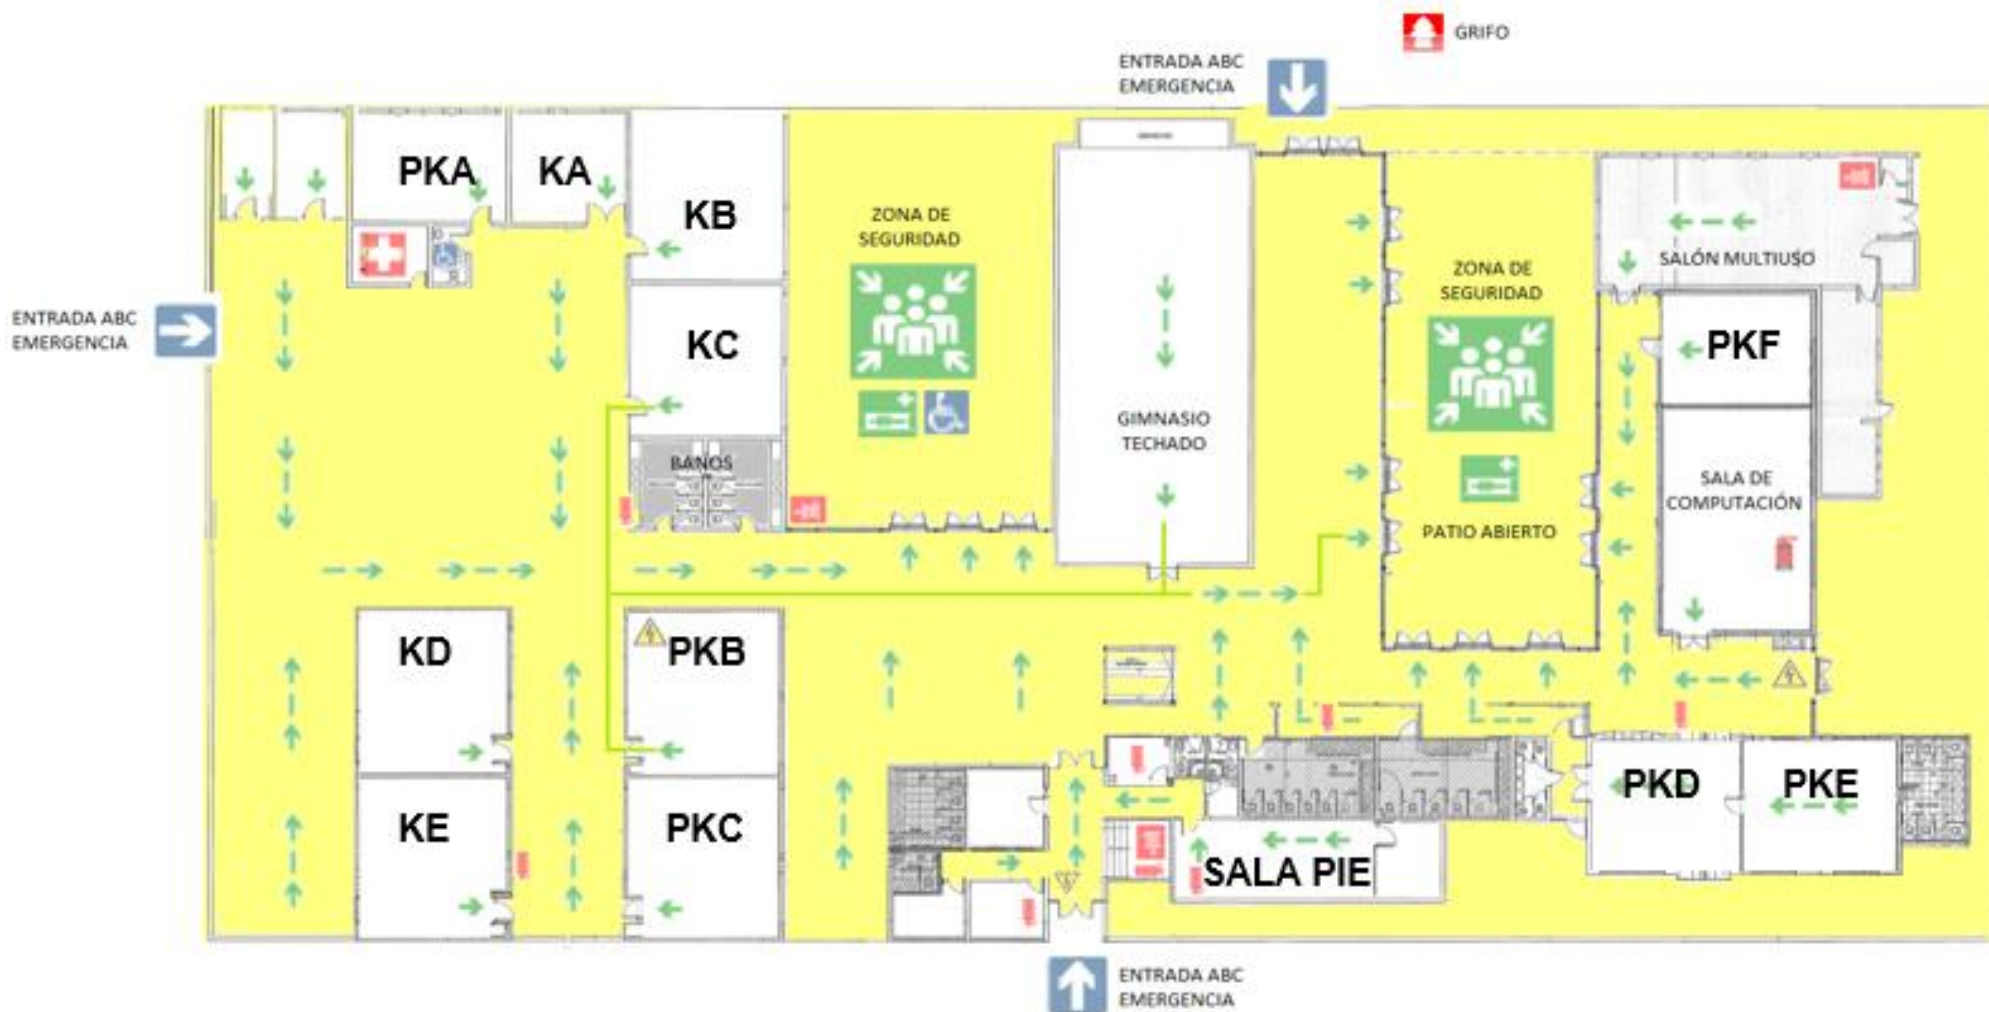 GRIFO
ENTRADA ABC
EMERGENCIA
PKA
KA
KB
ZONA DE
SEGURIDAD
ZONA DE
SEGURIDAD
SALÓN MULTIUSO
ENTRADA ABC
EMERGENCIA
KC
PKF
GIMNASIO
TECHADO
BAÑOS
SALA DE
COMPUTACIÓN
PATIO ABIERTO
KD
PKB
KE
PKC
PKD
PKE
SALA PIE
ENTRADA ABC
EMERGENCIA